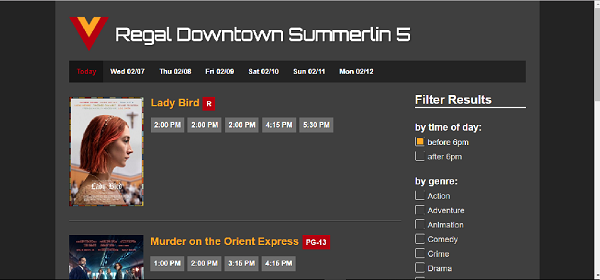 Regal Downtown Summerlin 5
Today Wed 02/07 Thu 02/08 Fri 02/09 Sat 02/10 Sun 02/11 Mon 02/12
Lady Bird R
2:00 PM 2:00 PM 2:00 PM 4:15 PM 5:30 PM
Lady Bird
Murder on the Orient Express PG-13
1:00 PM 2:00 PM 3:15 PM 4:15 PM
Filter Results
by time of day:
before 6pm
after 6pm
by genre:
Action
Adventure
Animation
Comedy
Crime
Drama